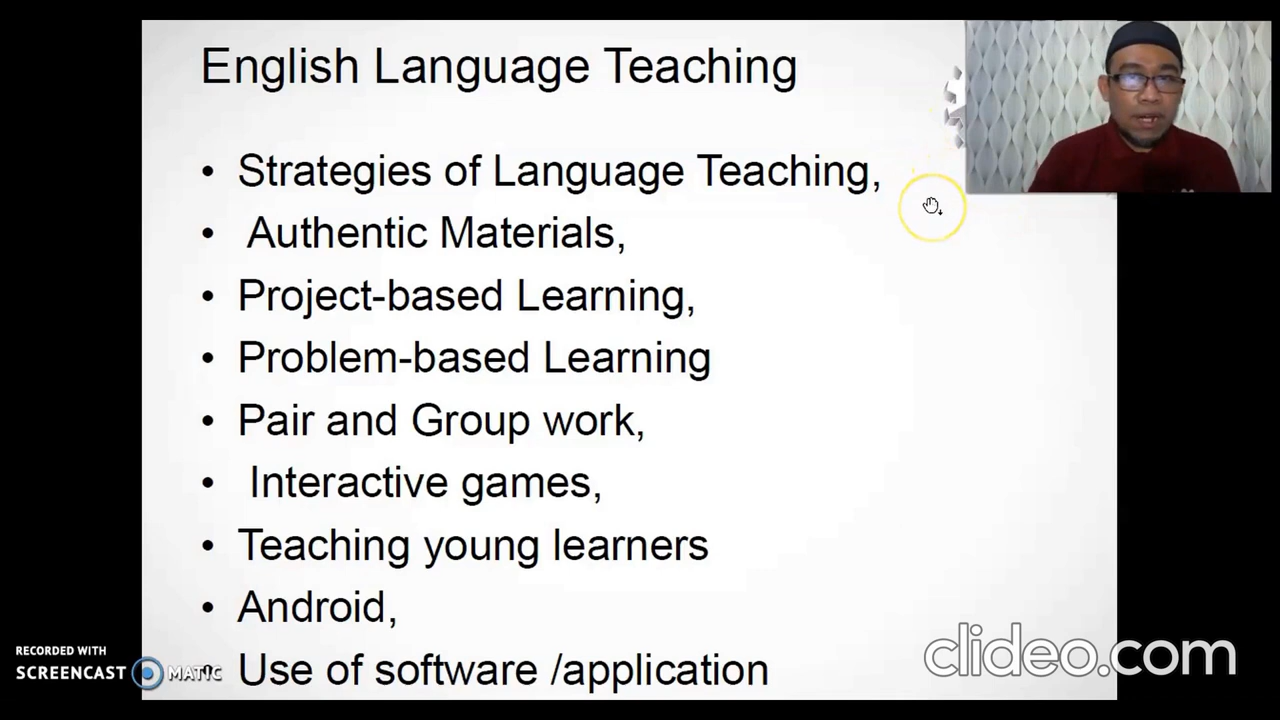 English Language Teaching
• Strategies of Language Teaching,
• Authentic Materials,
• Project-based Learning,
• Problem-based Learning
• Pair and Group work,
• Interactive games,
• Teaching young learners
• Android,
• Use of software /application
RECORDED WITH
SCREENCAST MATIC
clideo.com